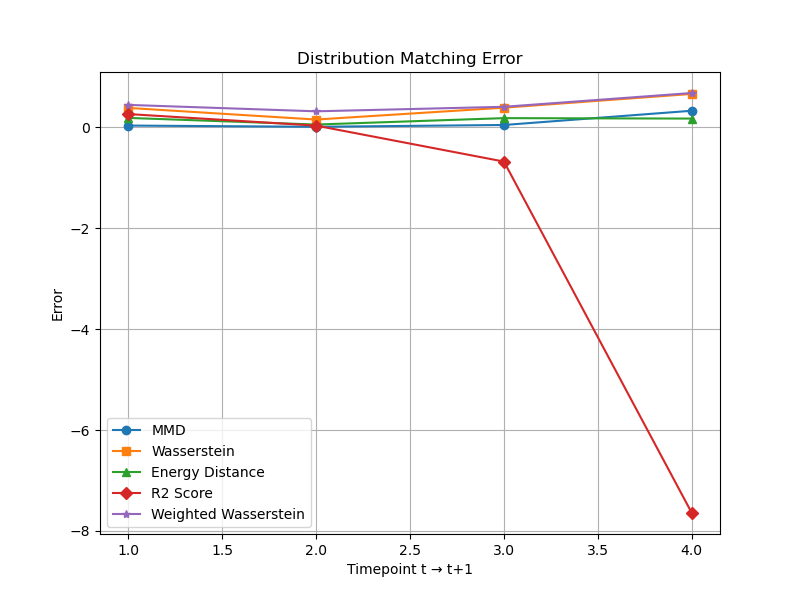 Distribution Matching Error
Error
0
−2
−4
−6
−8
MMD
Wasserstein
Energy Distance
R2 Score
Weighted Wasserstein
1.0 1.5 2.0 2.5 3.0 3.5 4.0
Timepoint t → t+1